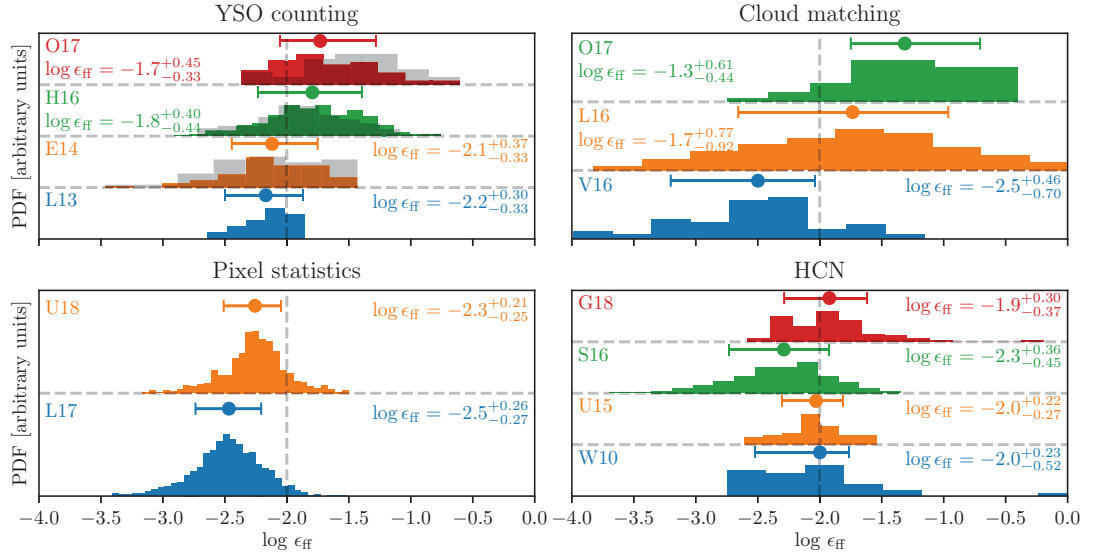 YSO counting
PDF [arbitrary units]
O17
log ϵff = −1.7+0.45−0.33
H16
log ϵff = −1.8+0.40−0.44
E14
log ϵff = −2.1+0.37−0.33
L13
log ϵff = −2.2+0.30−0.33
Cloud matching
O17
log ϵff = −1.3+0.61−0.44
L16
log ϵff = −1.7+0.77−0.92
V16
log ϵff = −2.5+0.46−0.70
Pixel statistics
PDF [arbitrary units]
U18
log ϵff = −2.3+0.21−0.25
L17
log ϵff = −2.5+0.26−0.27
−4.0 −3.5 −3.0 −2.5 −2.0 −1.5 −1.0 −0.5 0.0
log ϵff
HCN
G18
log ϵff = −1.9+0.30−0.37
S16
log ϵff = −2.3+0.36−0.45
U15
log ϵff = −2.0+0.22−0.27
W10
log ϵff = −2.0+0.23−0.52
−4.0 −3.5 −3.0 −2.5 −2.0 −1.5 −1.0 −0.5 0.0
log ϵff